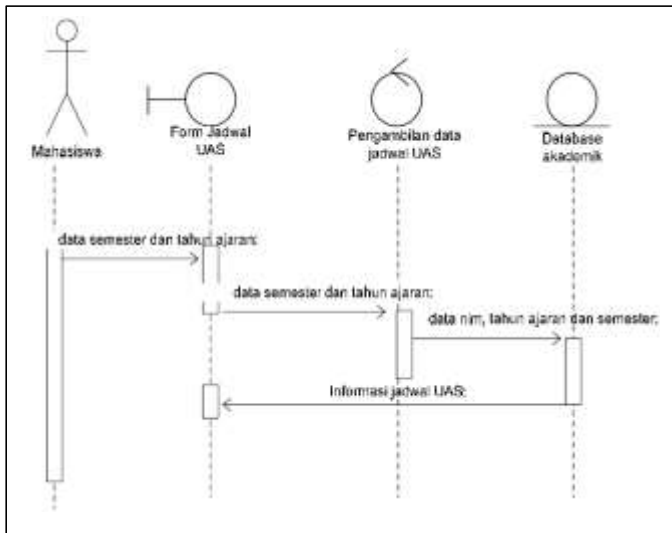 Mahasiswa
Form Jadwal
UAS
Pengambilan data
jadwal UAS
Database
akademik
data semester dan tahun ajaran:
data semester dan tahun ajaran:
data nim, tahun ajaran dan semester:
Informasi jadwal UAS: